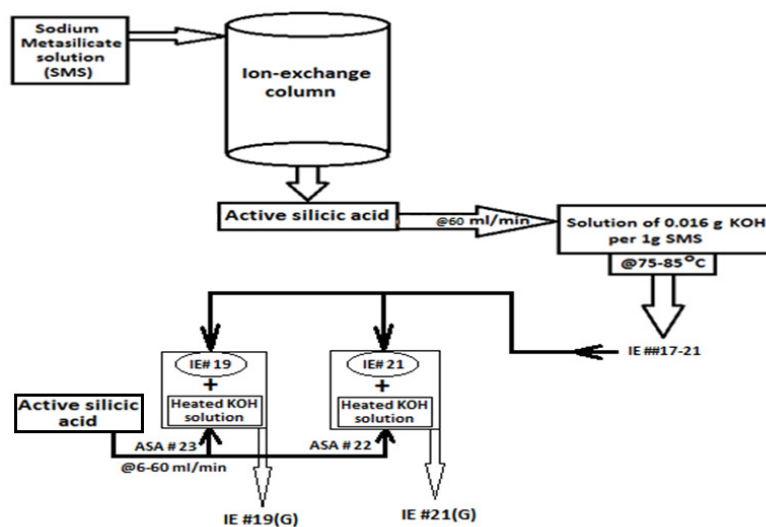 Sodium
Metasilicate
solution
(SMS)
Ion-exchange
column
Active silicic acid
@60 ml/min
Solution of 0.016 g KOH
per 1g SMS
@75-85°C
IE ##17-21
IE# 19
+
Heated KOH
solution
IE# 21
+
Heated KOH
solution
Active silicic
acid
ASA # 23
@6-60 ml/min
ASA # 22
IE #19(G)
IE #21(G)